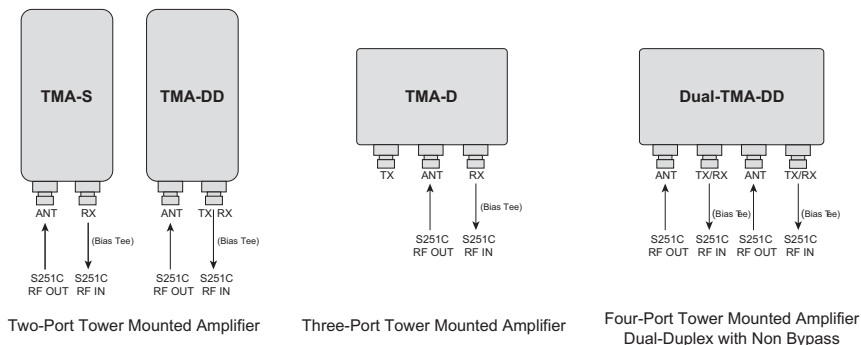 TMA-S
TMA-DD
TMA-D
Dual-TMA-DD
ANT RX
ANT TX RX
TX ANT RX
ANT TX/RX ANT TX/RX
(Bias Tee)
(Bias Tee)
(Bias Tee)
(Bias Tee)
(Bias Tee)
S251C S251C
RF OUT RF IN
S251C S251C
RF OUT RF IN
S251C S251C
RF OUT RF IN
S251C S251C S251C S251C
RF OUT RF IN RF OUT RF IN
Two-Port Tower Mounted Amplifier
Three-Port Tower Mounted Amplifier
Four-Port Tower Mounted Amplifier
Dual-Duplex with Non Bypass